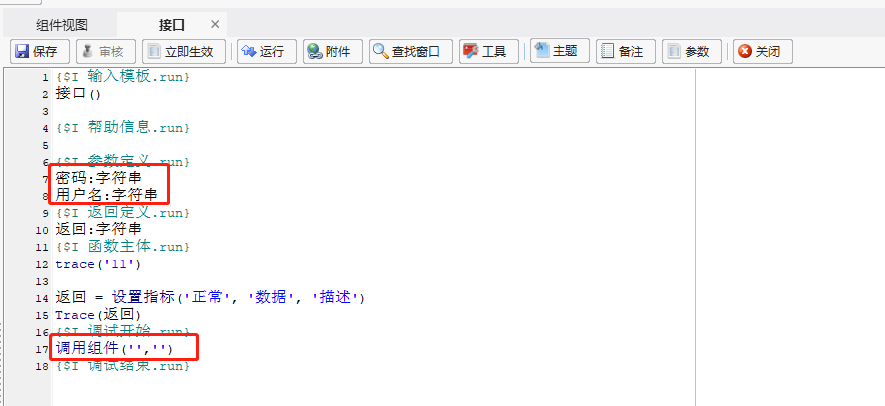 组件视图 接口 ×
保存 审核 立即生效 运行 附件 查找窗口 工具 主题 备注 参数 关闭
1 {$I 输入模板.run}
2 接口()
3
4 {$I 帮助信息.run}
5
6 {$I 参数定义.run}
7 密码:字符串
8 用户名:字符串
9 {$I 返回定义.run}
10 返回:字符串
11 {$I 函数主体.run}
12 trace('11')
13
14 返回 = 设置指标('正常', '数据', '描述')
15 Trace(返回)
16 {$I 调试开始.run}
17 调用组件('','')
18 {$I 调试结束.run}